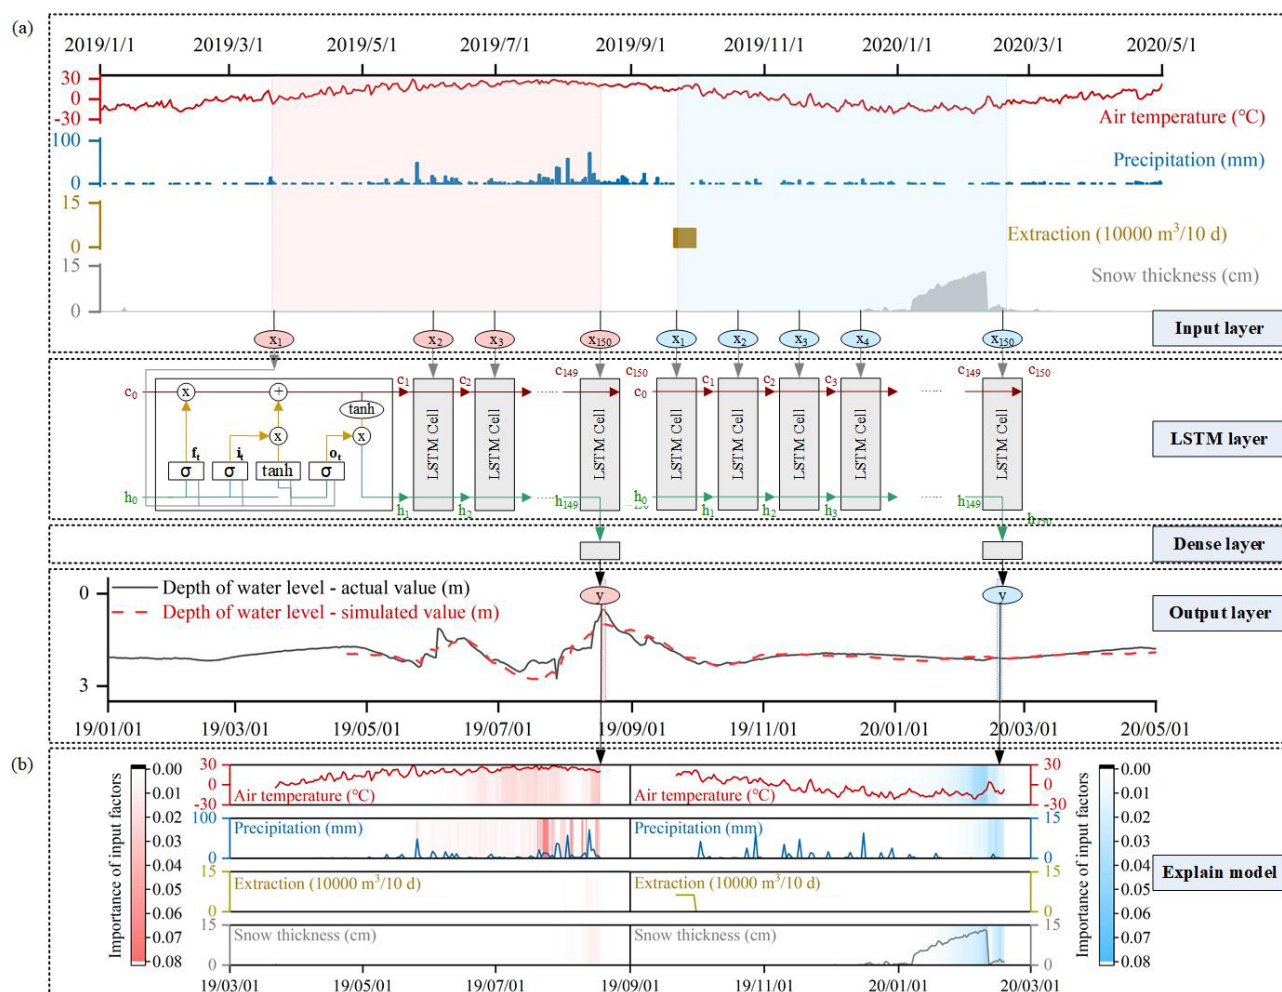 (a)
2019/1/1 2019/3/1 2019/5/1 2019/7/1 2019/9/1 2019/11/1 2020/1/1 2020/3/1 2020/5/1
30
0
-30
Air temperature (℃)
100
0
Precipitation (mm)
15
0
Extraction (10000 m³/10 d)
15
0
Snow thickness (cm)
Input layer
x₁ x₂ x₃ x₁₅₀ x₁ x₂ x₃ x₄ x₁₅₀
c₀ c₁ c₂ c₁₄₉ c₁₅₀ c₀ c₁ c₂ c₃ c₁₄₉ c₁₅₀
x + tanh
x x
fₜ iₜ oₜ
σ σ tanh σ
LSTM Cell LSTM Cell LSTM Cell LSTM Cell LSTM Cell LSTM Cell LSTM Cell LSTM Cell
LSTM layer
h₀ h₁ h₂ h₁₄₉ h₀ h₁ h₂ h₃ h₁₄₉ h₁₅₀
Dense layer
0
3
Depth of water level - actual value (m)
Depth of water level - simulated value (m)
y y
Output layer
19/01/01 19/03/01 19/05/01 19/07/01 19/09/01 19/11/01 20/01/01 20/03/01 20/05/01
(b)
Importance of input factors
0.00
0.01
0.02
0.03
0.04
0.05
0.06
0.07
0.08
30
0
-30
Air temperature (℃) Air temperature (℃)
30
0
-30
100
0
Precipitation (mm) Precipitation (mm)
15
0
15
0
Extraction (10000 m³/10 d) Extraction (10000 m³/10 d)
15
0
15
0
Snow thickness (cm) Snow thickness (cm)
15
0
19/03/01 19/05/01 19/07/01 19/09/01 19/11/01 20/01/01 20/03/01
Importance of input factors
0.00
0.01
0.02
0.03
0.04
0.05
0.06
0.07
0.08
Explain model